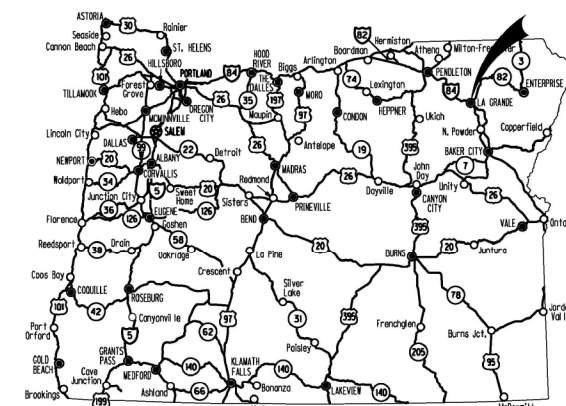 ASTORIA 30 Rainier
Seaside
Cannon Beach
26
ST. HELENS
HILLSBORO
PORTLAND
101
Forest Grove
TILLAMOOK
Hebo
McMINNVILLE
OREGON CITY
26
84
HOOD RIVER
35
THE DALLES
197
Biggs
MORO
97
Maupin
Arlington
Boardman
82
Hermiston
Athena
PENDLETON
74
Lexington
HEPPNER
CONDON
Ukiah
84
LA GRANDE
82
3
ENTERPRISE
N. Powder
Copperfield
BAKER CITY
Lincoln City
SALEM
DALLAS
99
22
Detroit
Antelope
26
MADRAS
19
395
John Day
7
NEWPORT
20
ALBANY
CORVALLIS
Waldport
34
5
Sweet Home
20
Sisters
Redmond
PRINEVILLE
26
Dayville
CANYON CITY
Unity
26
Junction City
36
126
126
EUGENE
Florence
Goshen
58
BEND
395
VALE
20
Reedsport
38
Drain
Oakridge
La Pine
20
BURNS
20
Juntura
Crescent
Silver Lake
Coos Bay
COQUILLE
ROSEBURG
78
101
42
Canyonville
97
31
395
Port Orford
62
Frenchglen
Burns Jct.
5
Paisley
GOLD BEACH
GRANTS PASS
MEDFORD
140
KLAMATH FALLS
140
205
95
Cave Junction
Brookings
199
Ashland
66
Bonanza
LAKEVIEW
140